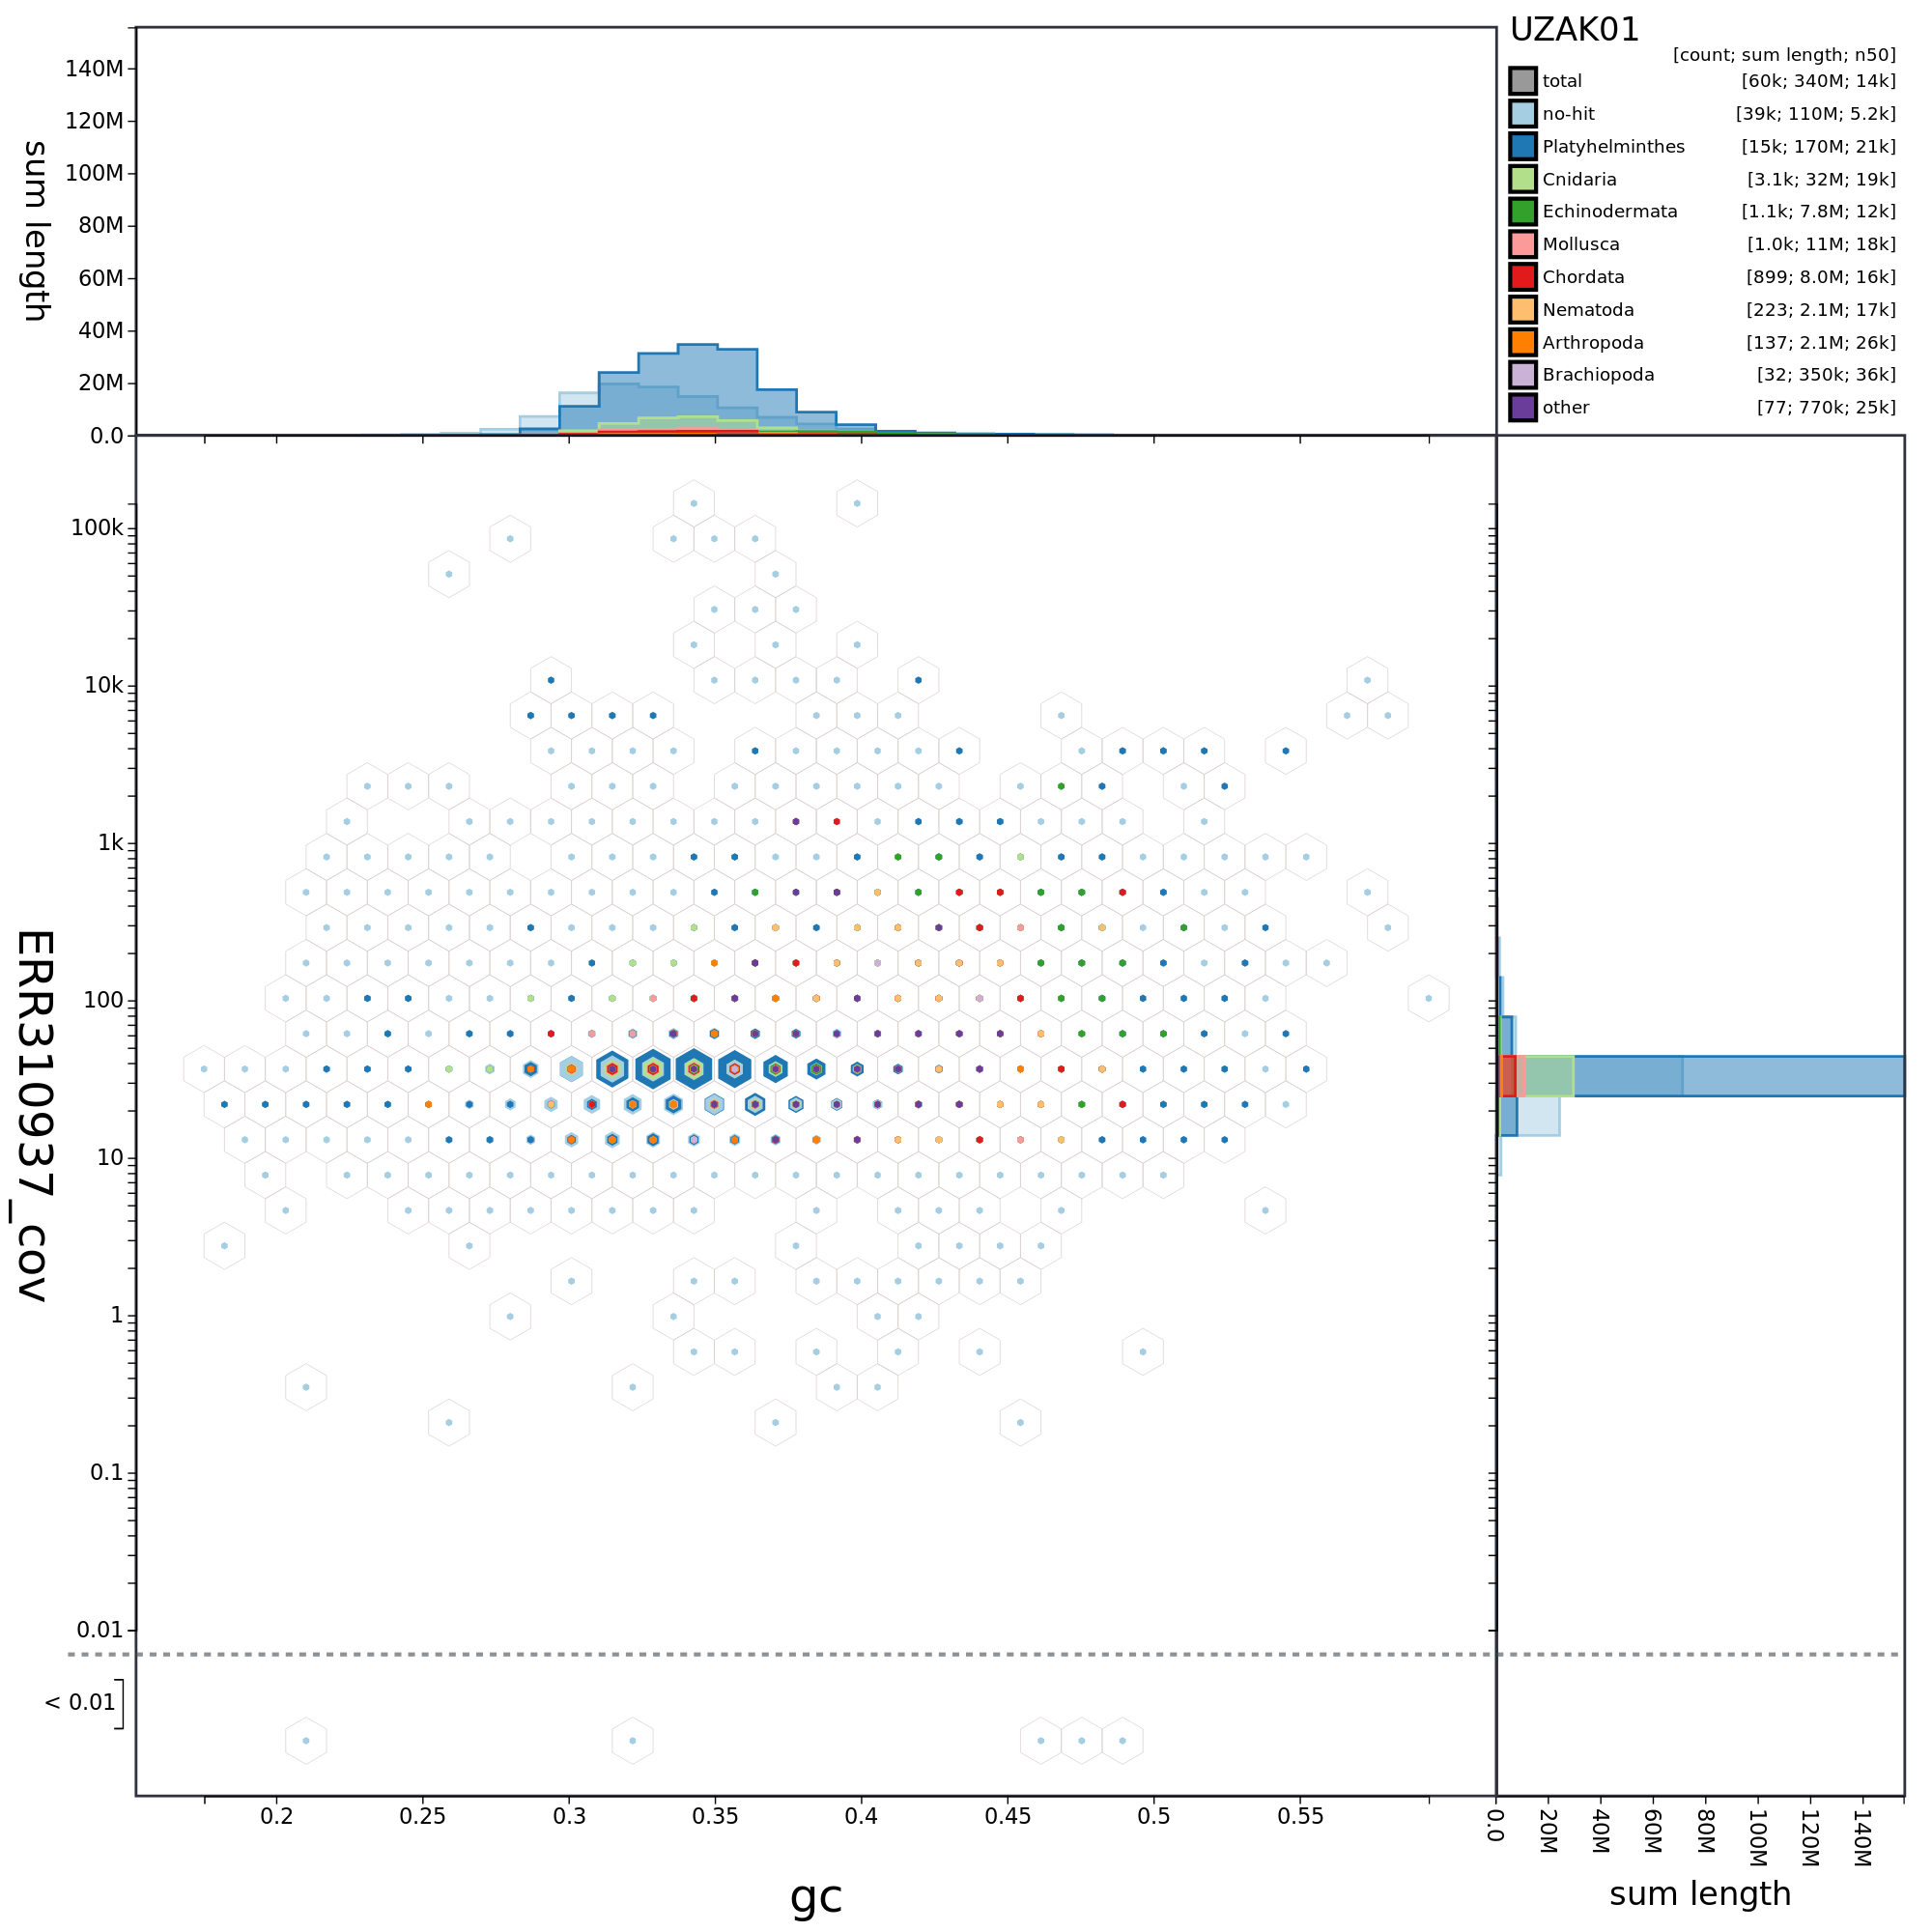 UZAK01
[count; sum length; n50]
total [60k; 340M; 14k]
no-hit [39k; 110M; 5.2k]
Platyhelminthes [15k; 170M; 21k]
Cnidaria [3.1k; 32M; 19k]
Echinodermata [1.1k; 7.8M; 12k]
Mollusca [1.0k; 11M; 18k]
Chordata [899; 8.0M; 16k]
Nematoda [223; 2.1M; 17k]
Arthropoda [137; 2.1M; 26k]
Brachiopoda [32; 350k; 36k]
other [77; 770k; 25k]
sum length
140M
120M
100M
80M
60M
40M
20M
0.0
ERR310937_cov
100k
10k
1k
100
10
1
0.1
0.01
< 0.01
0.2 0.25 0.3 0.35 0.4 0.45 0.5 0.55
gc
0.0 20M 40M 60M 80M 100M 120M 140M
sum length